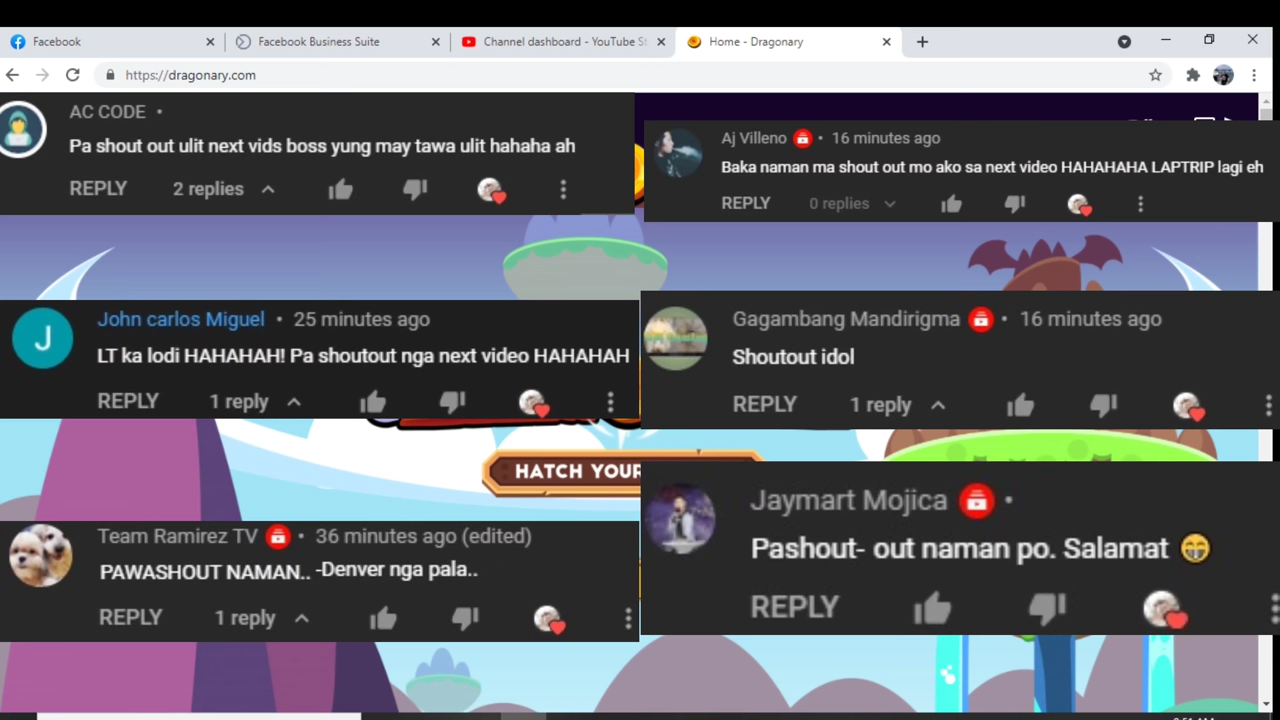 Facebook
Facebook Business Suite
Channel dashboard - YouTube St
Home - Dragonary
https://dragonary.com
AC CODE •
Pa shout out ulit next vids boss yung may tawa ulit hahaha ah
REPLY 2 replies
Aj Villeno • 16 minutes ago
Baka naman ma shout out mo ako sa next video HAHAHAHA LAPTRIP lagi eh
REPLY 0 replies
J
John carlos Miguel • 25 minutes ago
LT ka lodi HAHAHAH! Pa shoutout nga next video HAHAHAH
REPLY 1 reply
Gagambang Mandirigma • 16 minutes ago
Shoutout idol
REPLY 1 reply
HATCH YOUR
Team Ramirez TV • 36 minutes ago (edited)
PAWASHOUT NAMAN.. -Denver nga pala..
REPLY 1 reply
Jaymart Mojica •
Pashout- out naman po. Salamat 😁
REPLY